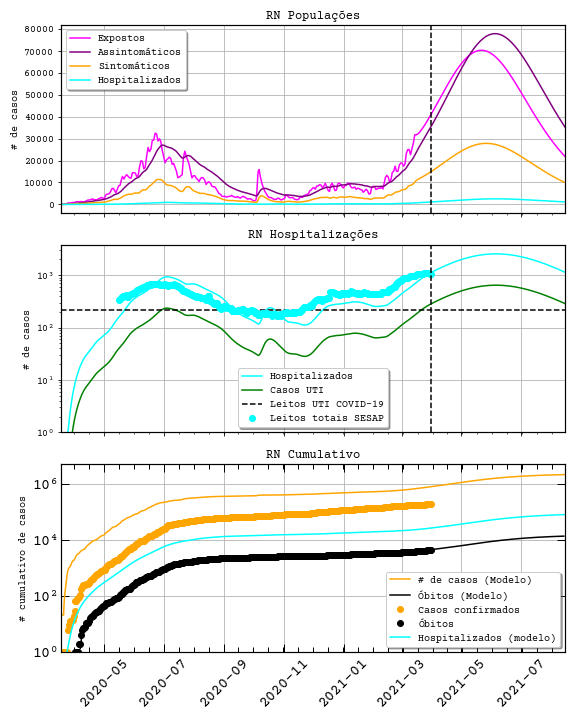 RN Populações
80000
70000
60000
50000
40000
30000
20000
10000
0
# de casos
Expostos
Assintomáticos
Sintomáticos
Hospitalizados
RN Hospitalizações
10³
10²
10¹
10⁰
# de casos
Hospitalizados
Casos UTI
Leitos UTI COVID-19
Leitos totais SESAP
RN Cumulativo
10⁶
10⁴
10²
10⁰
# cumulativo de casos
# de casos (Modelo)
Óbitos (Modelo)
Casos confirmados
Óbitos
Hospitalizados (modelo)
2020-05
2020-07
2020-09
2020-11
2021-01
2021-03
2021-05
2021-07